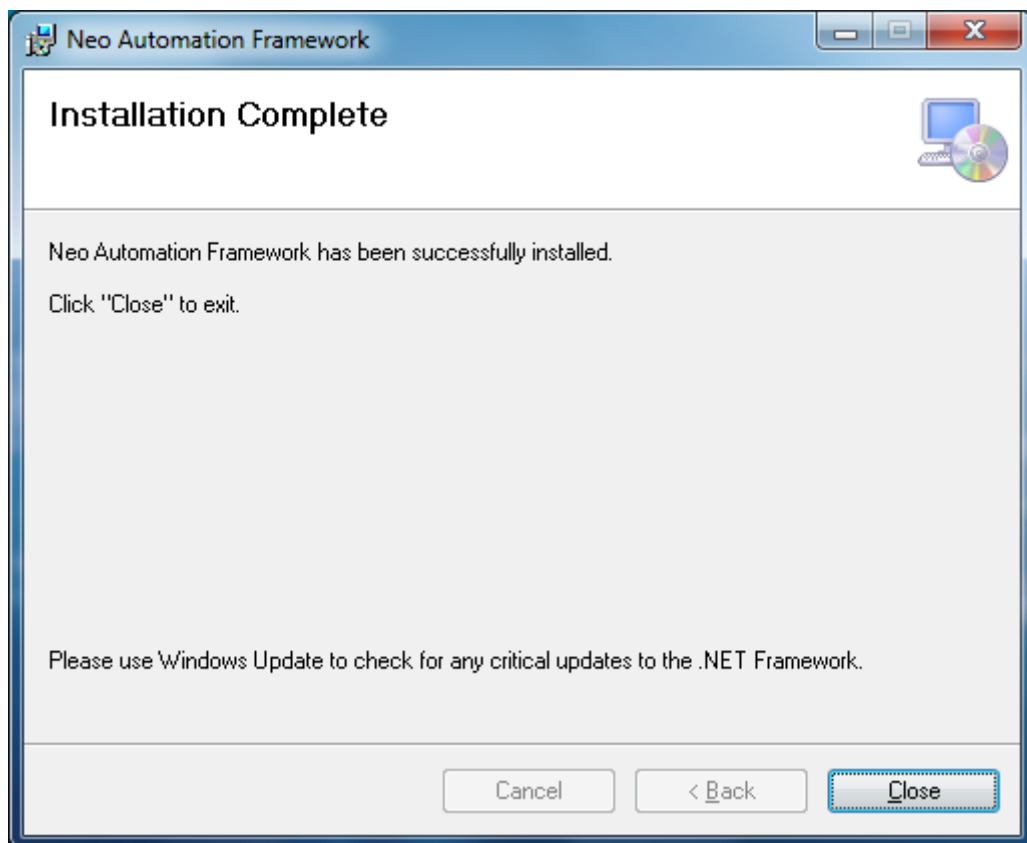 Neo Automation Framework
Installation Complete
Neo Automation Framework has been successfully installed.
Click "Close" to exit.
Please use Windows Update to check for any critical updates to the .NET Framework.
Cancel
< Back
Close